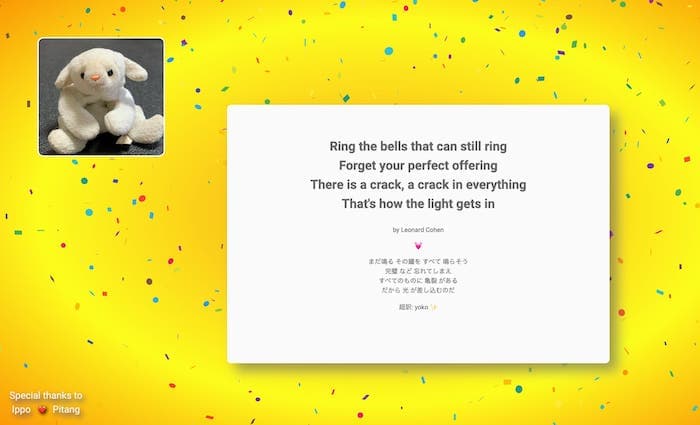 Ring the bells that can still ring
Forget your perfect offering
There is a crack, a crack in everything
That's how the light gets in
by Leonard Cohen
まだ鳴る その鐘を すべて 鳴らそう
完璧 など 忘れてしまえ
すべてのものに 亀裂 がある
だから 光 が差し込むのだ
超訳: yoko ✨
Special thanks to
Ippo ❤️ Pitang